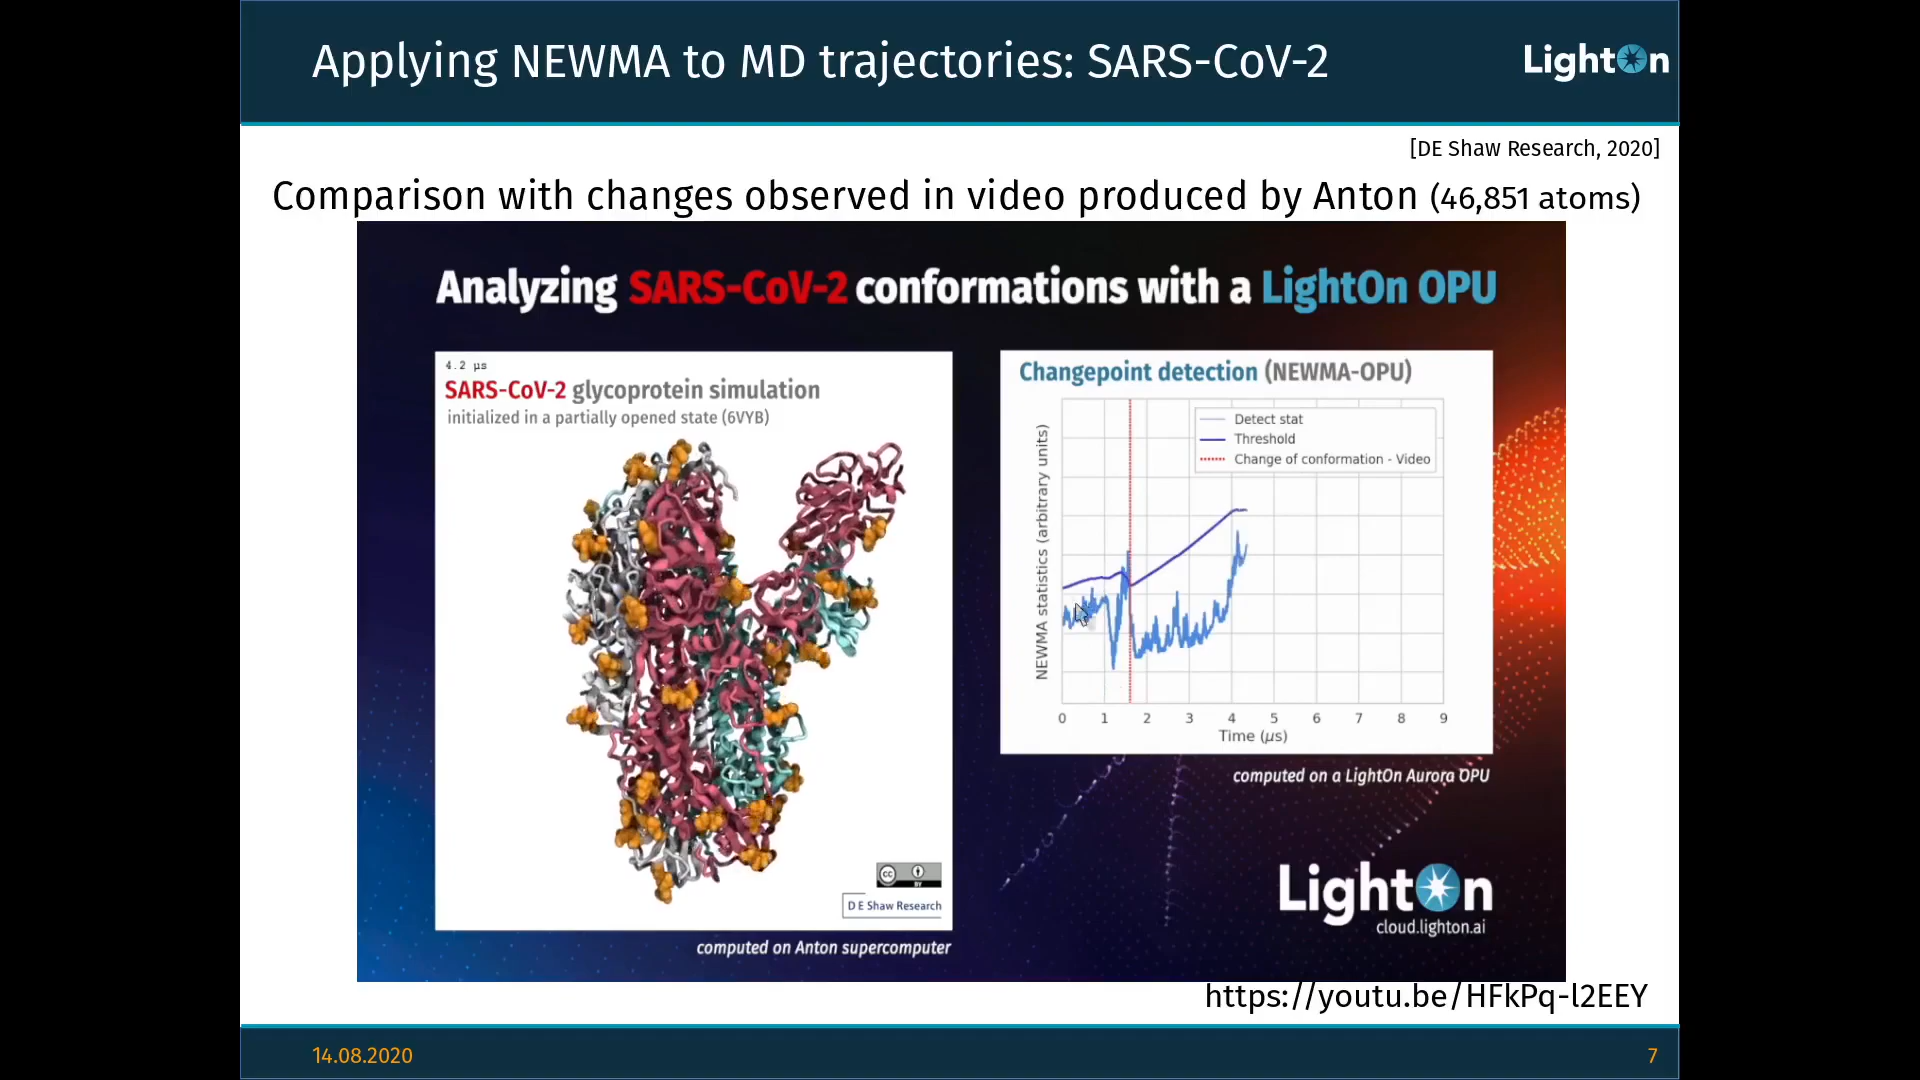 Applying NEWMA to MD trajectories: SARS-CoV-2
LightOn
[DE Shaw Research, 2020]
Comparison with changes observed in video produced by Anton (46,851 atoms)
Analyzing SARS-CoV-2 conformations with a LightOn OPU
4.2 µs
SARS-CoV-2 glycoprotein simulation
initialized in a partially opened state (6VYB)
cc
BY
D E Shaw Research
computed on Anton supercomputer
Changepoint detection (NEWMA-OPU)
Detect stat
Threshold
Change of conformation - Video
NEWMA statistics (arbitrary units)
0 1 2 3 4 5 6 7 8 9
Time (µs)
computed on a LightOn Aurora OPU
LightOn
cloud.lighton.ai
https://youtu.be/HFkPq-l2EEY
14.08.2020
7